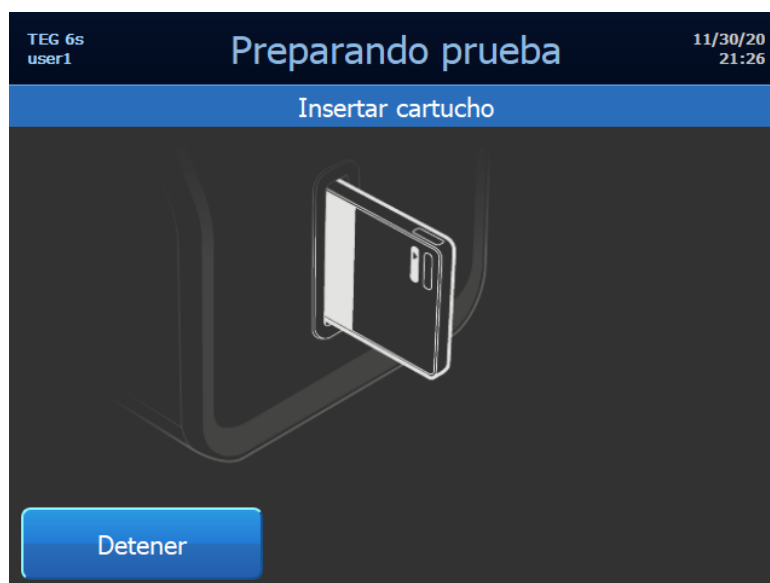 TEG 6s
user1
Preparando prueba
11/30/20
21:26
Insertar cartucho
Detener